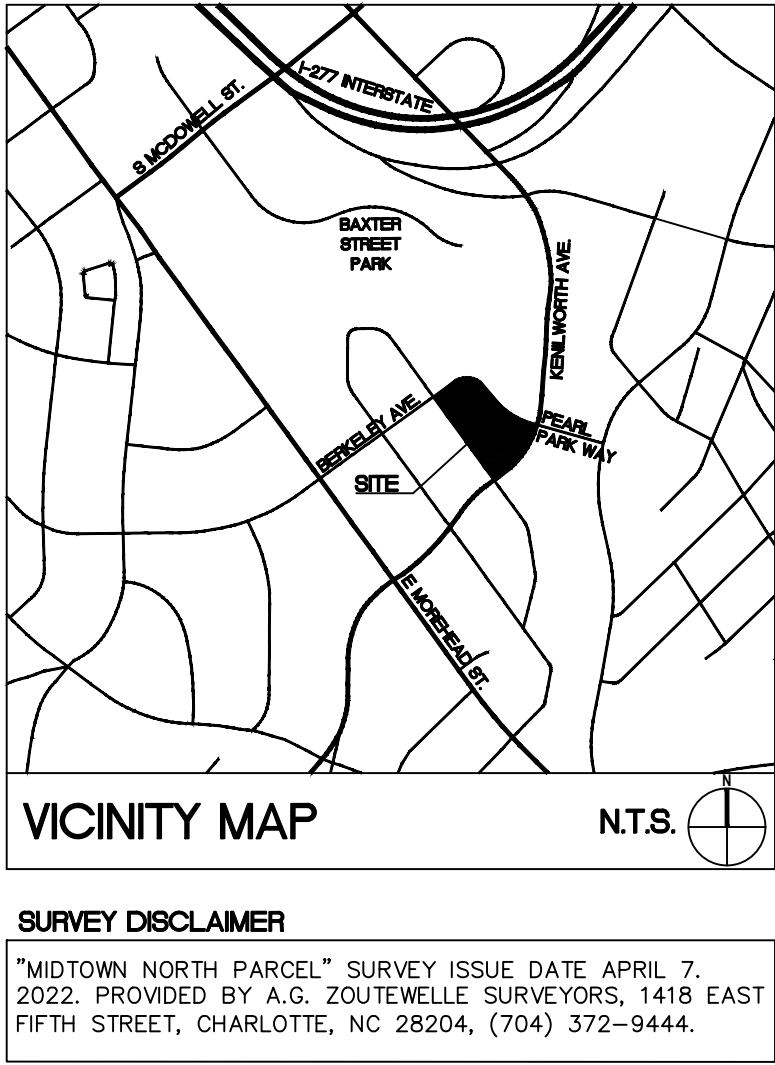 I-277 INTERSTATE
S MCDOWELL ST.
BAXTER
STREET
PARK
KENILWORTH AVE.
BERKELEY AVE.
PEARL
PARK WAY
SITE
E MOREHEAD ST.
VICINITY MAP
N.T.S.
N
SURVEY DISCLAIMER
"MIDTOWN NORTH PARCEL" SURVEY ISSUE DATE APRIL 7.
2022. PROVIDED BY A.G. ZOUTEWELLE SURVEYORS, 1418 EAST
FIFTH STREET, CHARLOTTE, NC 28204, (704) 372-9444.